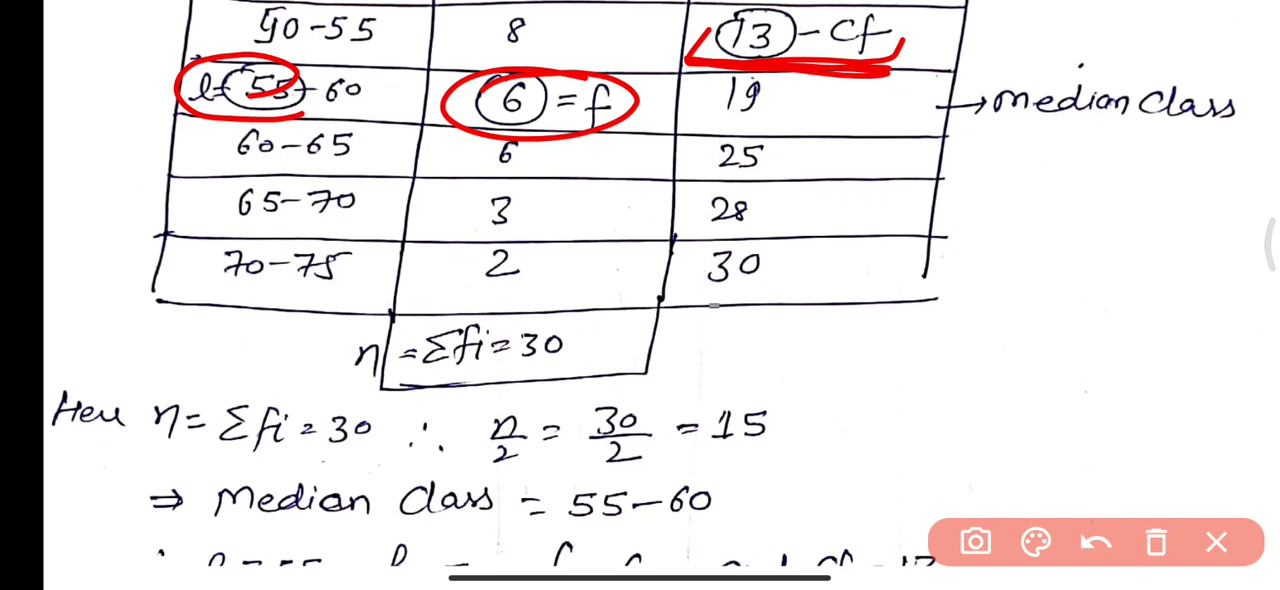 50-55 8 13 - cf
l= 55-60 6 = f 19 → Median Class
60-65 6 25
65-70 3 28
70-75 2 30
n = Σfi = 30
Here n = Σfi = 30 ∴ n/2 = 30/2 = 15
⇒ Median Class = 55-60